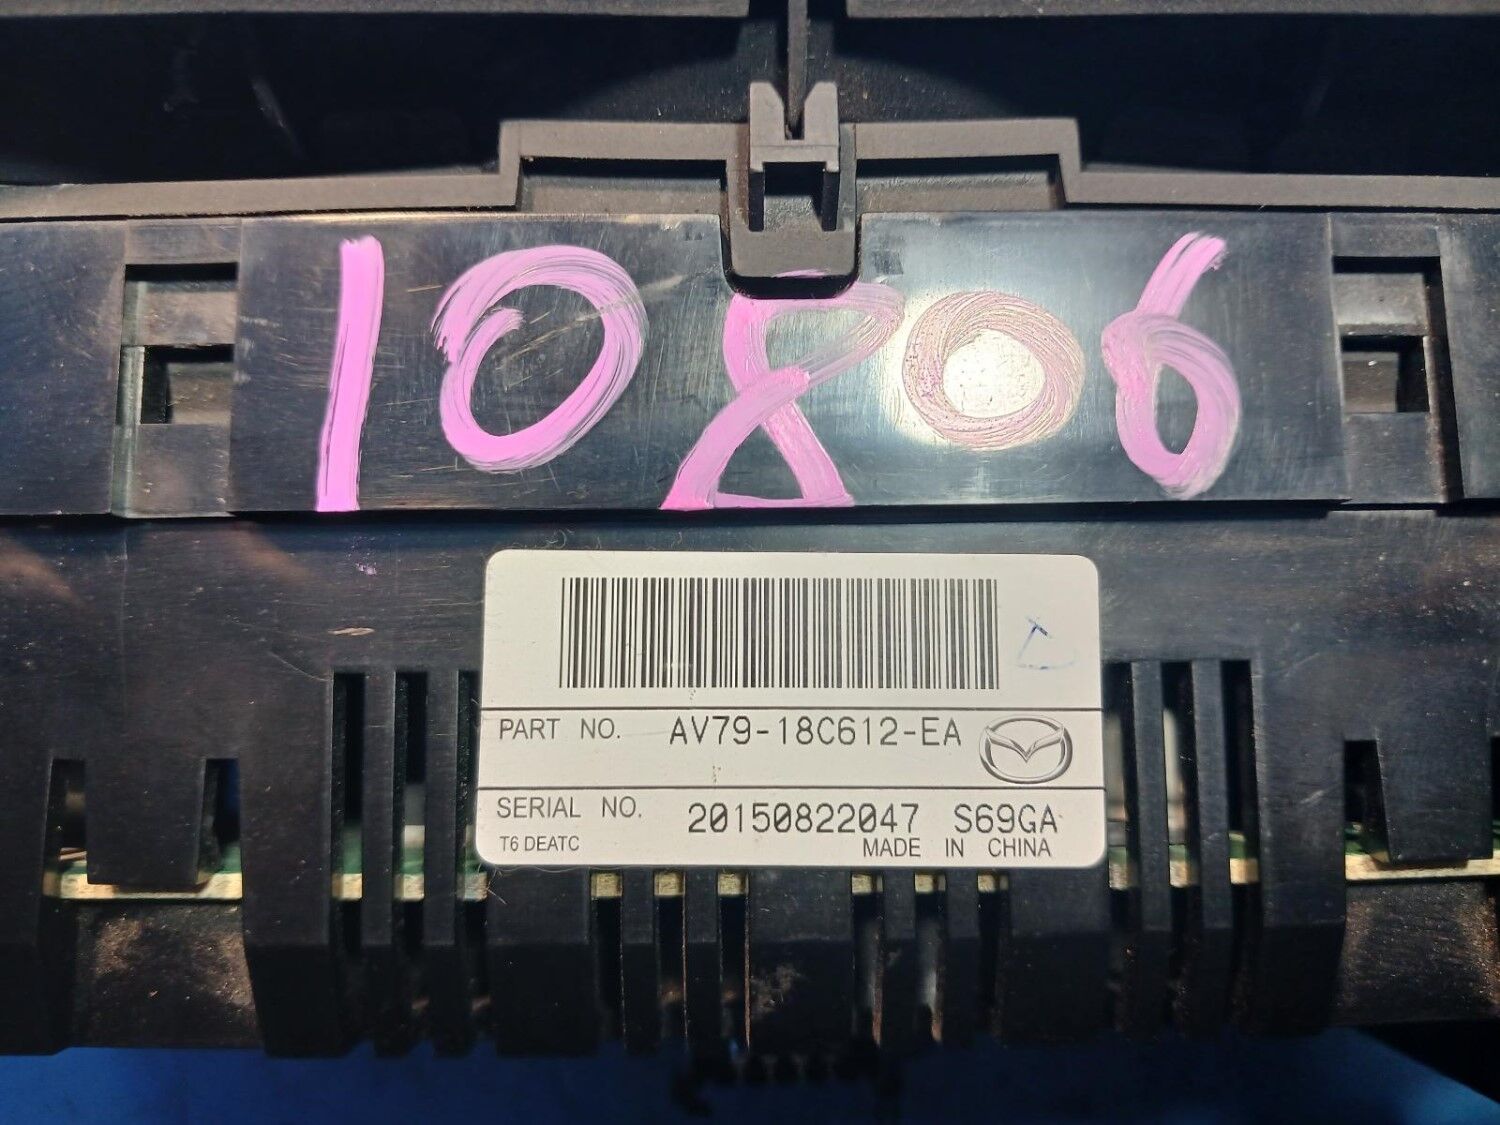 10806
PART NO. AV79-18C612-EA
SERIAL NO. 20150822047 S69GA
T6 DEATC MADE IN CHINA